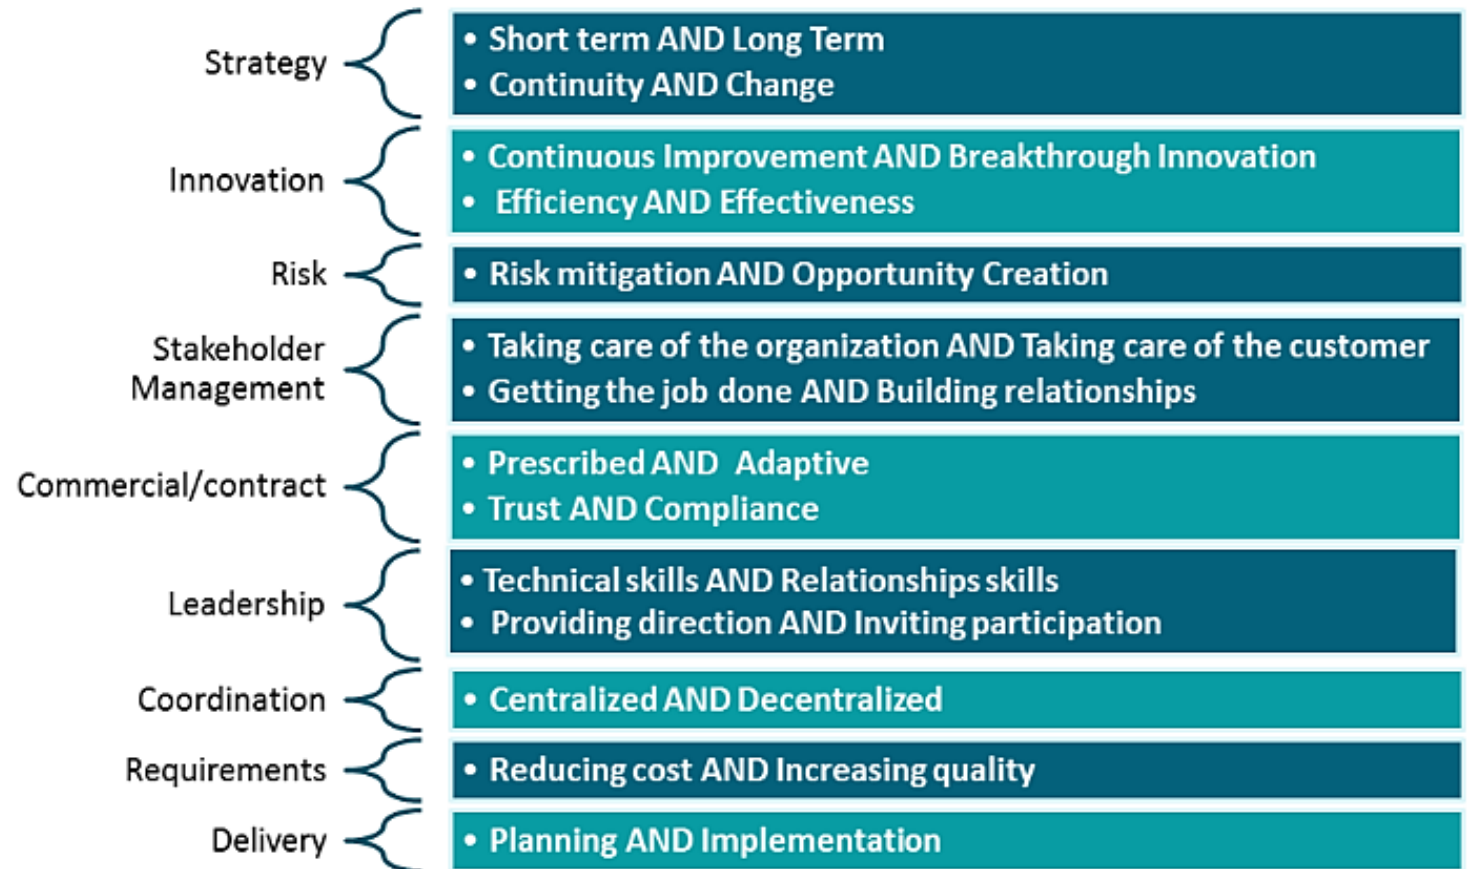 Strategy
• Short term AND Long Term
• Continuity AND Change
Innovation
• Continuous Improvement AND Breakthrough Innovation
• Efficiency AND Effectiveness
Risk
• Risk mitigation AND Opportunity Creation
Stakeholder
Management
• Taking care of the organization AND Taking care of the customer
• Getting the job done AND Building relationships
Commercial/contract
• Prescribed AND Adaptive
• Trust AND Compliance
Leadership
• Technical skills AND Relationships skills
• Providing direction AND Inviting participation
Coordination
• Centralized AND Decentralized
Requirements
• Reducing cost AND Increasing quality
Delivery
• Planning AND Implementation